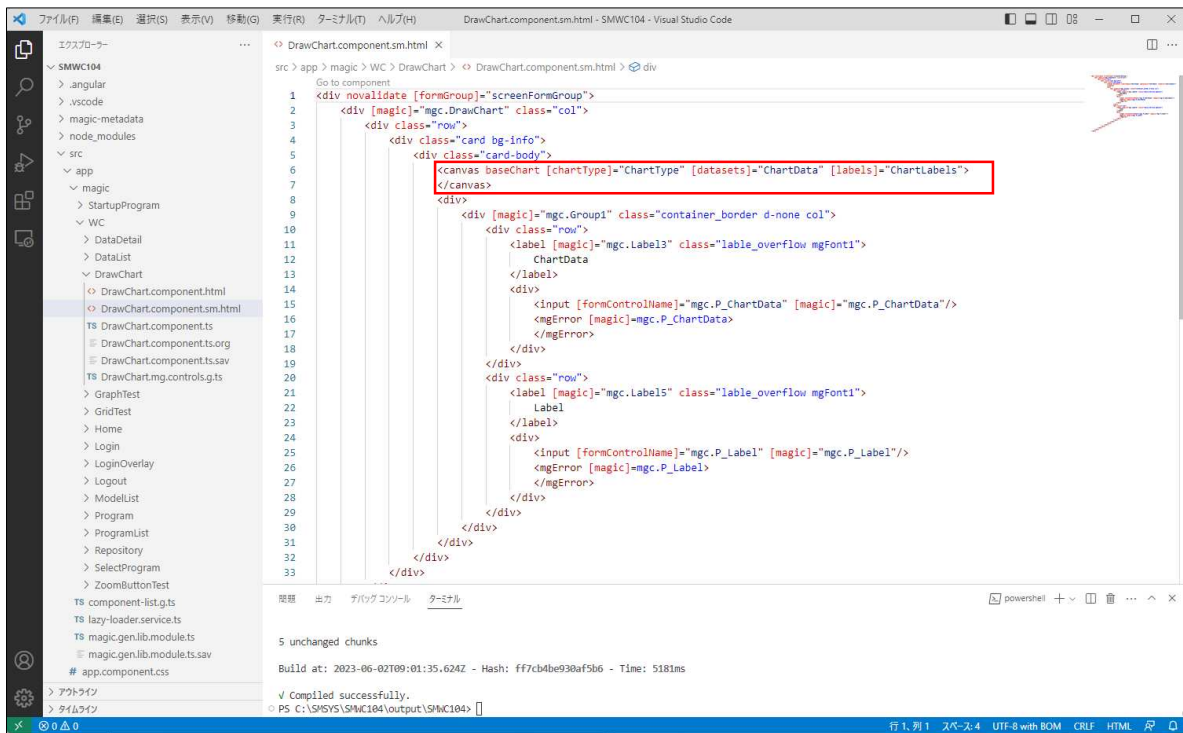 ファイル(F) 編集(E) 選択(S) 表示(V) 移動(G) 実行(R) ターミナル(T) ヘルプ(H) DrawChart.component.sm.html - SMWC104 - Visual Studio Code
エクスプローラー ...
SMWC104
> .angular
> .vscode
> magic-metadata
> node_modules
src
app
magic
> StartupProgram
WC
> DataDetail
> DataList
DrawChart
<> DrawChart.component.html
<> DrawChart.component.sm.html
TS DrawChart.component.ts
DrawChart.component.ts.org
DrawChart.component.ts.sav
TS DrawChart.mg.controls.g.ts
> GraphTest
> GridTest
> Home
> Login
> LoginOverlay
> Logout
> ModelList
> Program
> ProgramList
> Repository
> SelectProgram
> ZoomButtonTest
TS component-list.g.ts
TS lazy-loader.service.ts
TS magic.gen.lib.module.ts
magic.gen.lib.module.ts.sav
# app.component.css
> アウトライン
> タイムライン
<> DrawChart.component.sm.html ×
src > app > magic > WC > DrawChart > <> DrawChart.component.sm.html > div
Go to component
1 <div novalidate [formGroup]="screenFormGroup">
2 <div [magic]="mgc.DrawChart" class="col">
3 <div class="row">
4 <div class="card bg-info">
5 <div class="card-body">
6 <canvas baseChart [chartType]="ChartType" [datasets]="ChartData" [labels]="ChartLabels">
7 </canvas>
8 <div>
9 <div [magic]="mgc.Group1" class="container_border d-none col">
10 <div class="row">
11 <label [magic]="mgc.Label3" class="lable_overflow mgFont1">
12 ChartData
13 </label>
14 <div>
15 <input [formControlName]="mgc.P_ChartData" [magic]="mgc.P_ChartData"/>
16 <mgError [magic]=mgc.P_ChartData>
17 </mgError>
18 </div>
19 </div>
20 <div class="row">
21 <label [magic]="mgc.Label5" class="lable_overflow mgFont1">
22 Label
23 </label>
24 <div>
25 <input [formControlName]="mgc.P_Label" [magic]="mgc.P_Label"/>
26 <mgError [magic]=mgc.P_Label>
27 </mgError>
28 </div>
29 </div>
30 </div>
31 </div>
32 </div>
33 </div>
問題 出力 デバッグ コンソール ターミナル powershell
5 unchanged chunks
Build at: 2023-06-02T09:01:35.624Z - Hash: ff7cb4be930af5b6 - Time: 5181ms
√ Compiled successfully.
PS C:\SMSYS\SMWC104\output\SMWC104>
0 0 行 1、列 1 スペース: 4 UTF-8 with BOM CRLF HTML